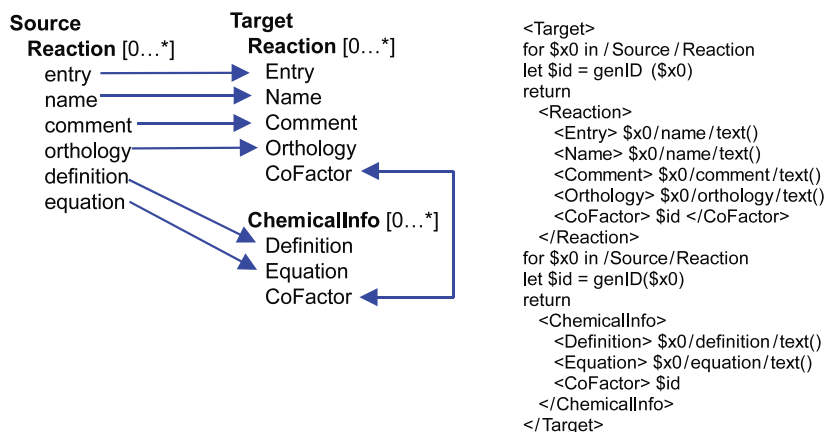 Source
Reaction [0…*]
entry
name
comment
orthology
definition
equation
Target
Reaction [0…*]
Entry
Name
Comment
Orthology
CoFactor
ChemicalInfo [0…*]
Definition
Equation
CoFactor
<Target>
for $x0 in /Source/Reaction
let $id = genID ($x0)
return
<Reaction>
<Entry> $x0/name/text()
<Name> $x0/name/text()
<Comment> $x0/comment/text()
<Orthology> $x0/orthology/text()
<CoFactor> $id </CoFactor>
</Reaction>
for $x0 in /Source/Reaction
let $id = genID($x0)
return
<ChemicalInfo>
<Definition> $x0/definition/text()
<Equation> $x0/equation/text()
<CoFactor> $id
</ChemicalInfo>
</Target>